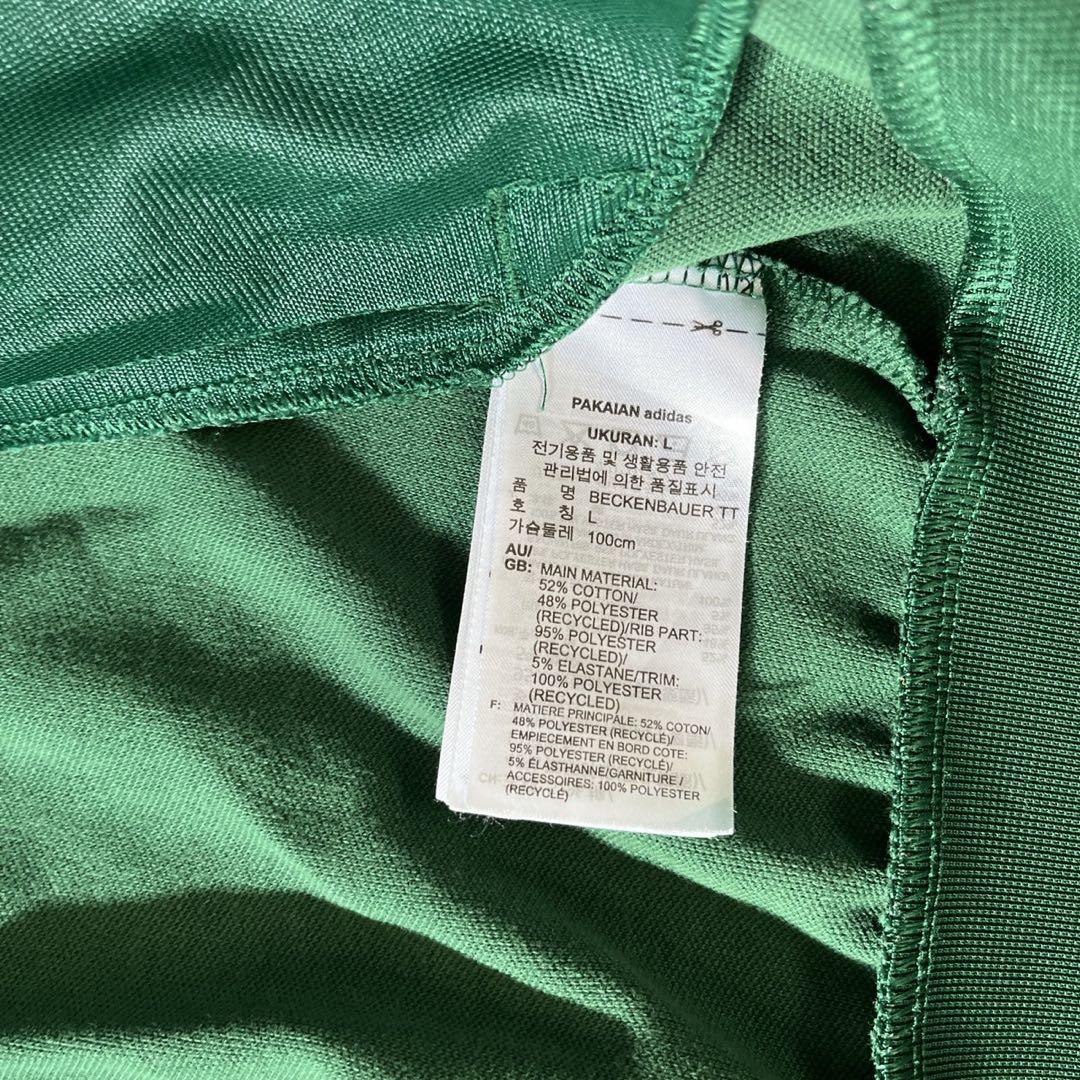 PAKAIAN adidas
UKURAN: L
전기용품 및 생활용품 안전
관리법에 의한 품질표시
품 명 BECKENBAUER TT
호 칭 L
가슴둘레 100cm
AU/
GB: MAIN MATERIAL:
52% COTTON/
48% POLYESTER
(RECYCLED)/RIB PART:
95% POLYESTER
(RECYCLED)/
5% ELASTANE/TRIM:
100% POLYESTER
(RECYCLED)
F: MATIERE PRINCIPALE: 52% COTON/
48% POLYESTER (RECYCLÉ)/
EMPIECEMENT EN BORD COTE:
95% POLYESTER (RECYCLÉ)/
5% ÉLASTHANNE/GARNITURE /
ACCESSOIRES: 100% POLYESTER
(RECYCLÉ)